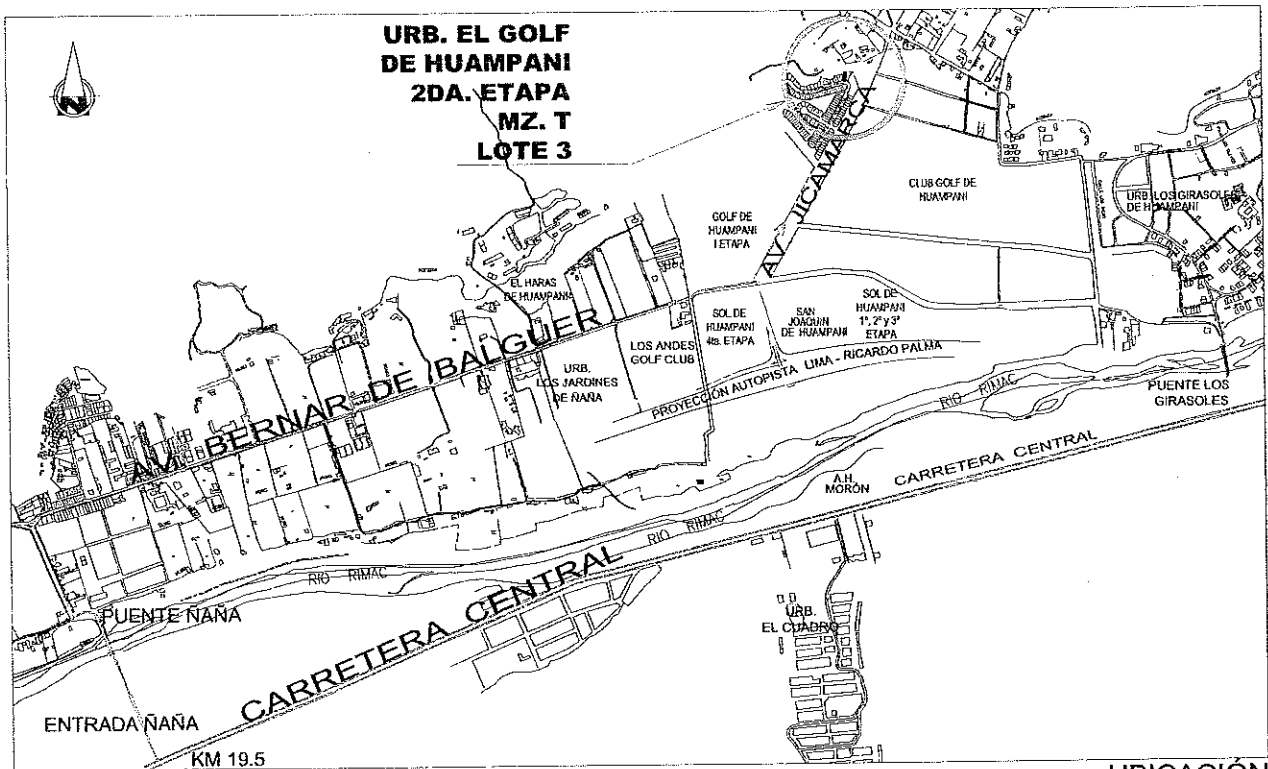 URB. EL GOLF
DE HUAMPANI
2DA. ETAPA
MZ. T
LOTE 3
N
AV. JICAMARCA
CLUB GOLF DE
HUAMPANI
URB. LOS GIRASOLES
DE HUAMPANI
GOLF DE
HUAMPANI
I ETAPA
EL HARAS
DE HUAMPANI
SOL DE
HUAMPANI
4ta. ETAPA
SAN
JOAQUIN
DE HUAMPANI
SOL DE
HUAMPANI
1°, 2° y 3°
ETAPA
LOS ANDES
GOLF CLUB
URB.
LOS JARDINES
DE ÑAÑA
AV. BERNAR DE BALGUER
PROYECCIÓN AUTOPISTA LIMA - RICARDO PALMA
RIO RIMAC
PUENTE LOS
GIRASOLES
CARRETERA CENTRAL
A.H.
MORÓN
RIO RIMAC
RIO RIMAC
PUENTE ÑAÑA
CARRETERA CENTRAL
URB.
EL CUADRO
ENTRADA ÑAÑA
KM 19.5
UBICACIÓN